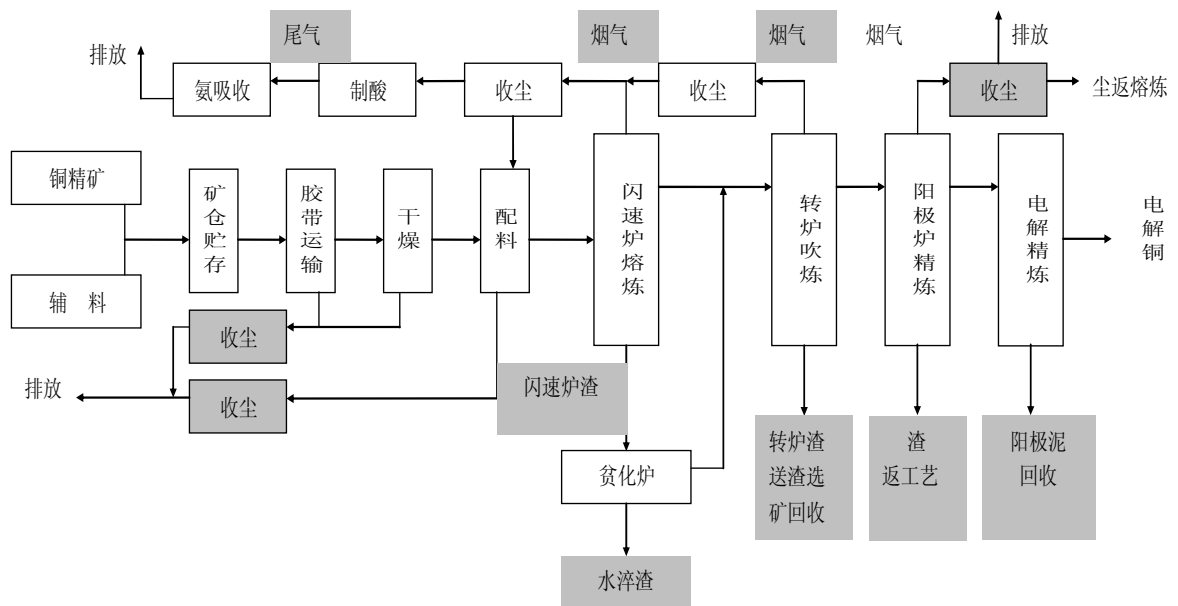 尾气
烟气
烟气
烟气
排放
排放
氨吸收
制酸
收尘
收尘
收尘
尘返熔炼
铜精矿
辅 料
矿仓贮存
胶带运输
干燥
配料
闪速炉熔炼
转炉吹炼
阳极炉精炼
电解精炼
电解铜
收尘
排放
收尘
闪速炉渣
贫化炉
水淬渣
转炉渣
送渣选
矿回收
渣
返工艺
阳极泥
回收